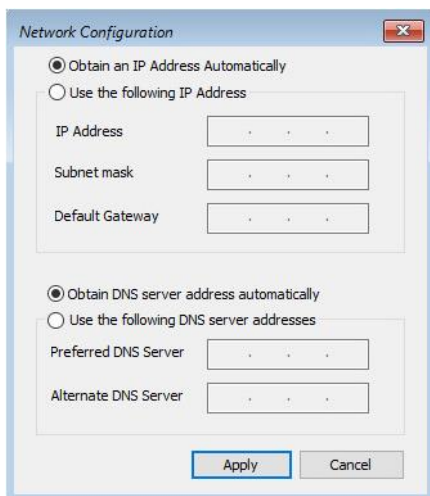 Network Configuration
Obtain an IP Address Automatically
Use the following IP Address
IP Address . . .
Subnet mask . . .
Default Gateway . . .
Obtain DNS server address automatically
Use the following DNS server addresses
Preferred DNS Server . . .
Alternate DNS Server . . .
Apply Cancel